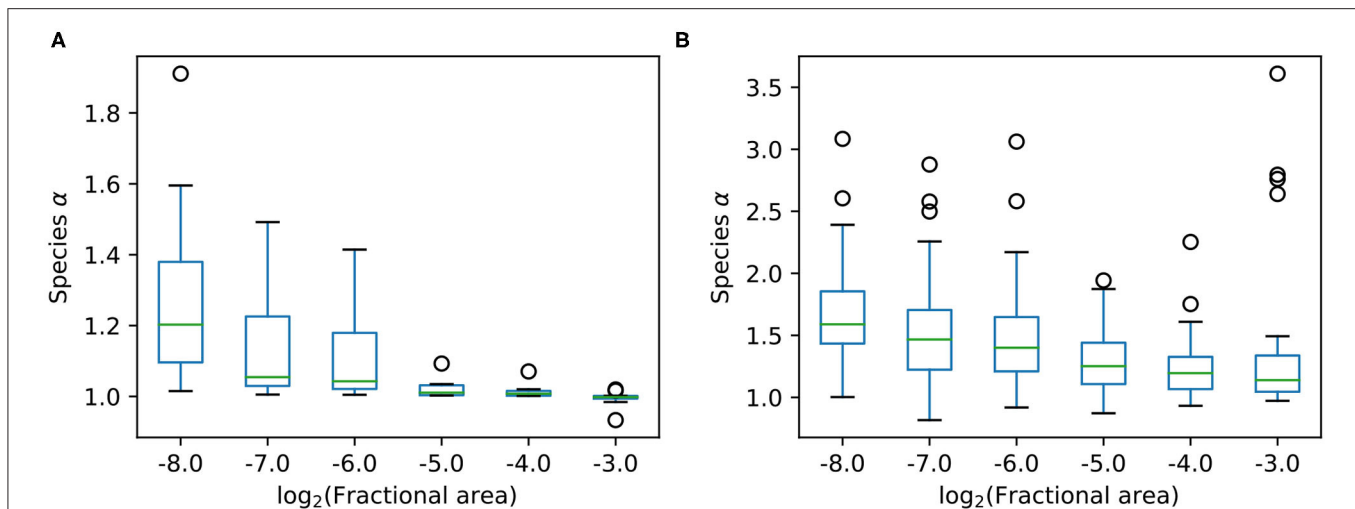 A
B
1.8
1.6
1.4
1.2
1.0
Species α
-8.0 -7.0 -6.0 -5.0 -4.0 -3.0
log₂(Fractional area)
3.5
3.0
2.5
2.0
1.5
1.0
Species α
-8.0 -7.0 -6.0 -5.0 -4.0 -3.0
log₂(Fractional area)